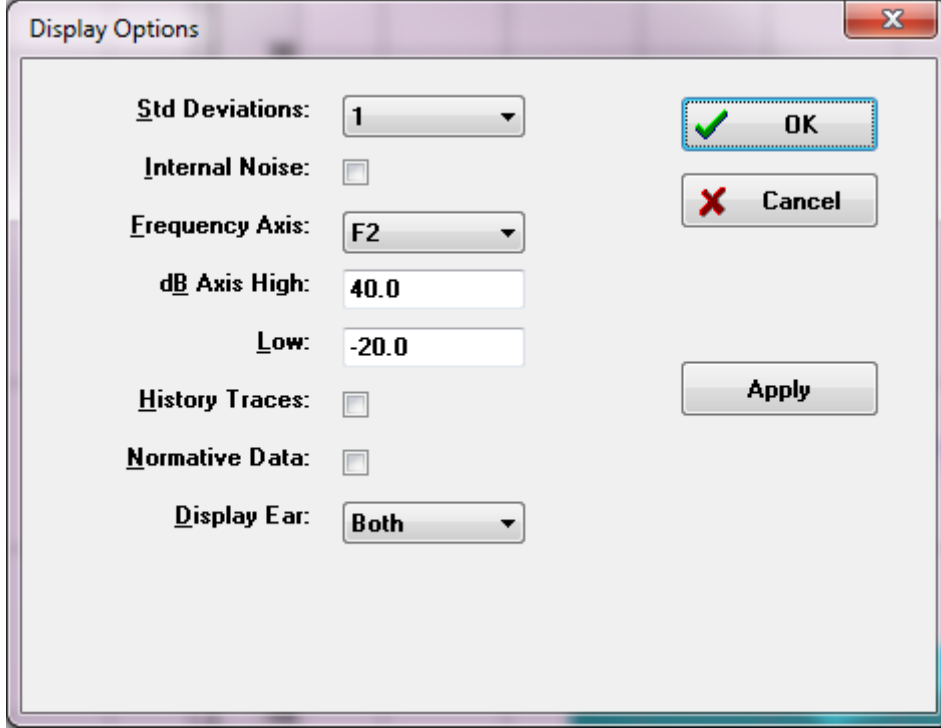 Display Options
Std Deviations: 1
Internal Noise:
Frequency Axis: F2
dB Axis High: 40.0
Low: -20.0
History Traces:
Normative Data:
Display Ear: Both
OK
Cancel
Apply